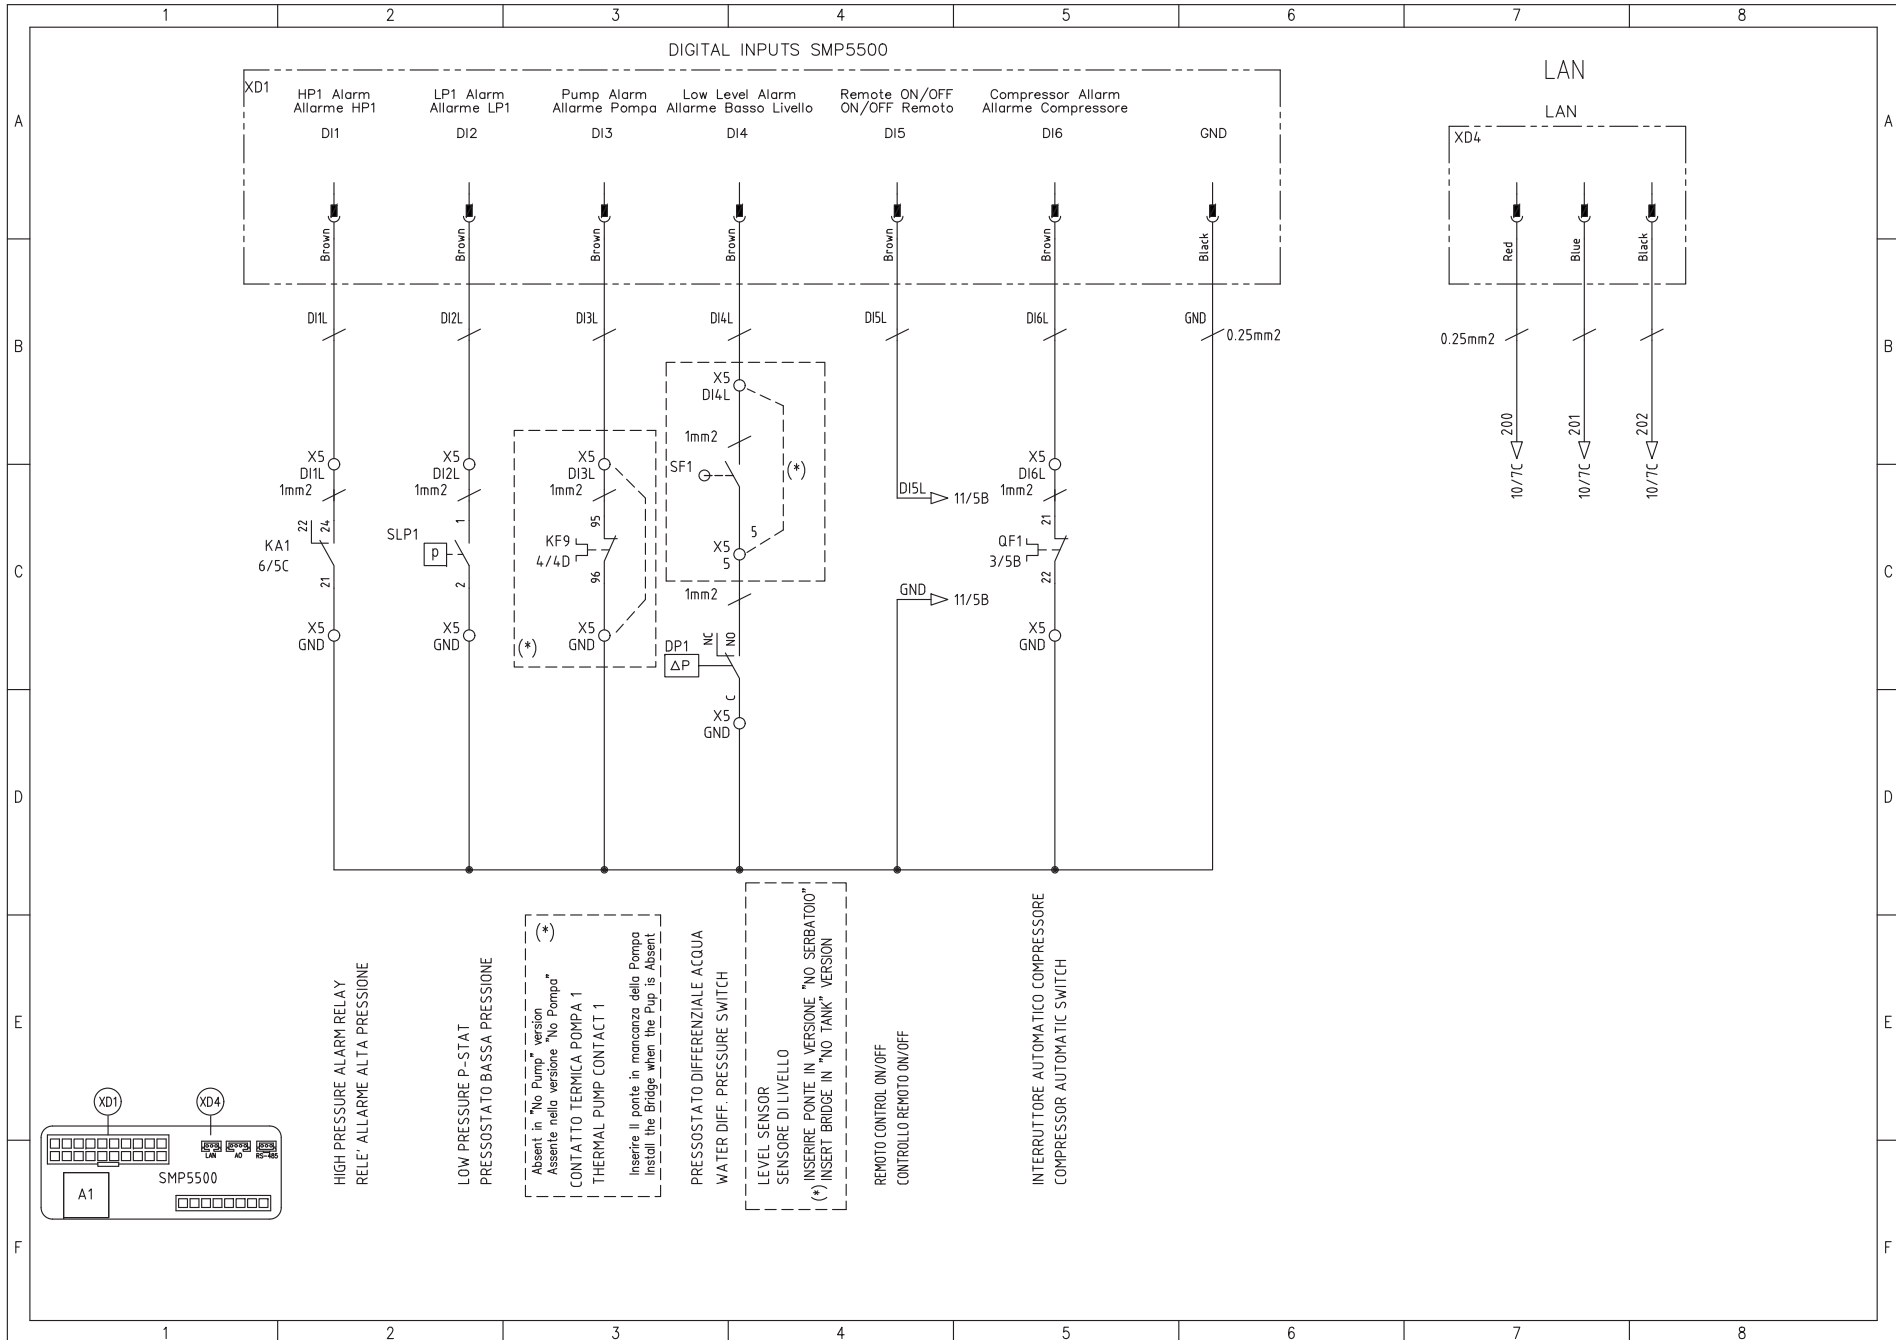 1 2 3 4 5 6 7 8
DIGITAL INPUTS SMP5500
LAN
LAN
XD1
XD4
HP1 Alarm
Allarme HP1
DI1
LP1 Alarm
Allarme LP1
DI2
Pump Alarm
Allarme Pompa
DI3
Low Level Alarm
Allarme Basso Livello
DI4
Remote ON/OFF
ON/OFF Remoto
DI5
Compressor Allarm
Allarme Compressore
DI6
GND
A
A
Brown
Brown
Brown
Brown
Brown
Brown
Black
Red
Blue
Black
DI1L
DI2L
DI3L
DI4L
DI5L
DI6L
GND
0.25mm2
0.25mm2
B
B
200
201
202
10/7C
10/7C
10/7C
X5
DI1L
1mm2
22
24
KA1
6/5C
21
X5
GND
X5
DI2L
1mm2
1
SLP1
P
2
X5
GND
X5
DI3L
1mm2
95
KF9
4/4D
96
X5
GND
(*)
X5
DI4L
1mm2
SF1
(*)
5
X5
5
1mm2
NC
NO
DP1
ΔP
C
X5
GND
DI5L
11/5B
GND
11/5B
X5
DI6L
1mm2
21
QF1
3/5B
22
X5
GND
C
C
D
D
HIGH PRESSURE ALARM RELAY
RELE' ALLARME ALTA PRESSIONE
LOW PRESSURE P-STAT
PRESSOSTATO BASSA PRESSIONE
(*)
Absent in "No Pump" version
Assente nella versione "No Pompa"
CONTATTO TERMICA POMPA 1
THERMAL PUMP CONTACT 1
Inserire Il ponte in mancanza della Pompa
Install the Bridge when the Pup is Absent
PRESSOSTATO DIFFERENZIALE ACQUA
WATER DIFF. PRESSURE SWITCH
LEVEL SENSOR
SENSORE DI LIVELLO
(*) INSERIRE PONTE IN VERSIONE "NO SERBATOIO"
INSERT BRIDGE IN "NO TANK" VERSION
REMOTO CONTROL ON/OFF
CONTROLLO REMOTO ON/OFF
INTERRUTTORE AUTOMATICO COMPRESSORE
COMPRESSOR AUTOMATIC SWITCH
E
E
XD1
XD4
LAN
AO
RS-485
SMP5500
A1
F
F
1 2 3 4 5 6 7 8